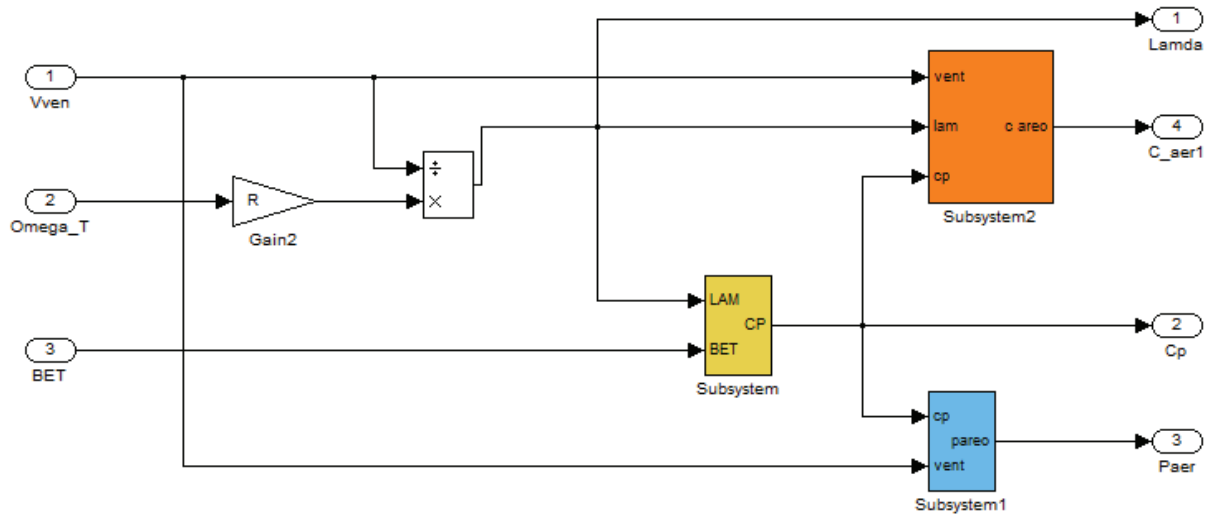 1
Lamda
1
Vven
vent
lam
c areo
cp
4
C_aer1
Subsystem2
÷
×
2
Omega_T
R
Gain2
LAM
CP
BET
Subsystem
3
BET
2
Cp
cp
pareo
vent
Subsystem1
3
Paer